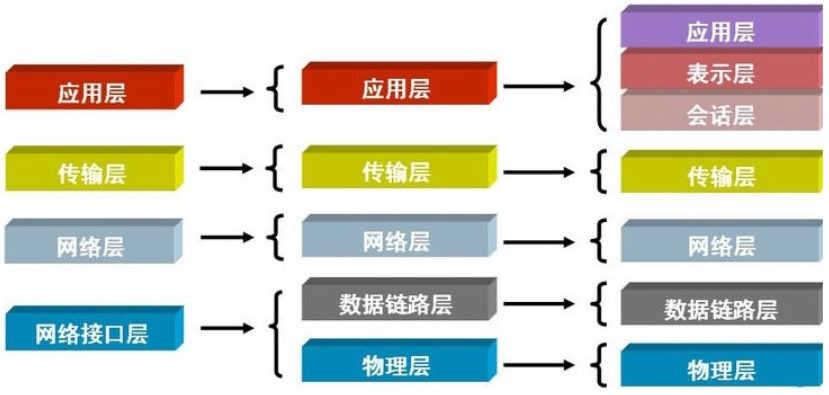 应用层
传输层
网络层
网络接口层
应用层
传输层
网络层
数据链路层
物理层
应用层
表示层
会话层
传输层
网络层
数据链路层
物理层